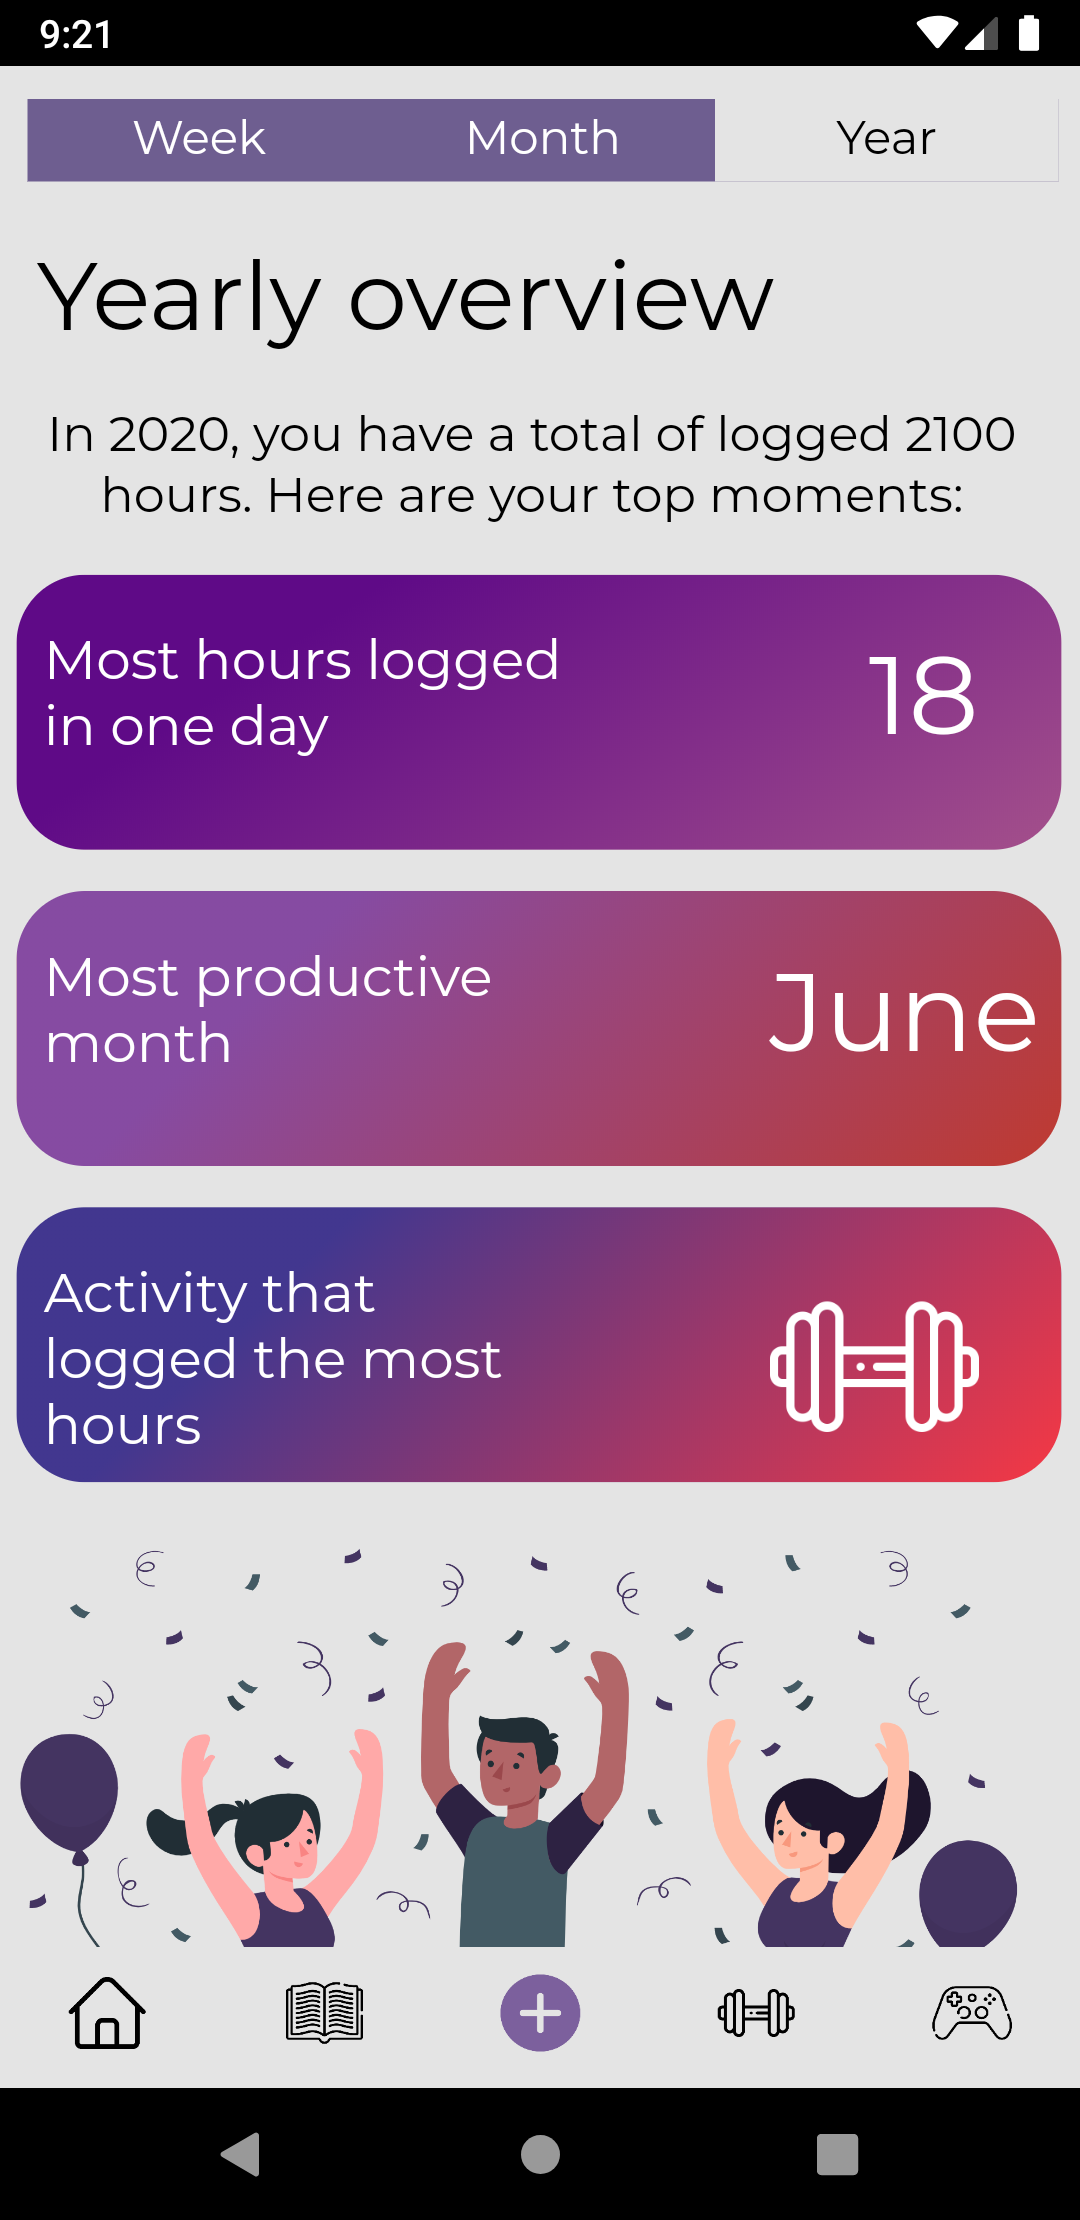 9:21
Week Month Year
Yearly overview
In 2020, you have a total of logged 2100
hours. Here are your top moments:
Most hours logged
in one day
18
Most productive
month
June
Activity that
logged the most
hours